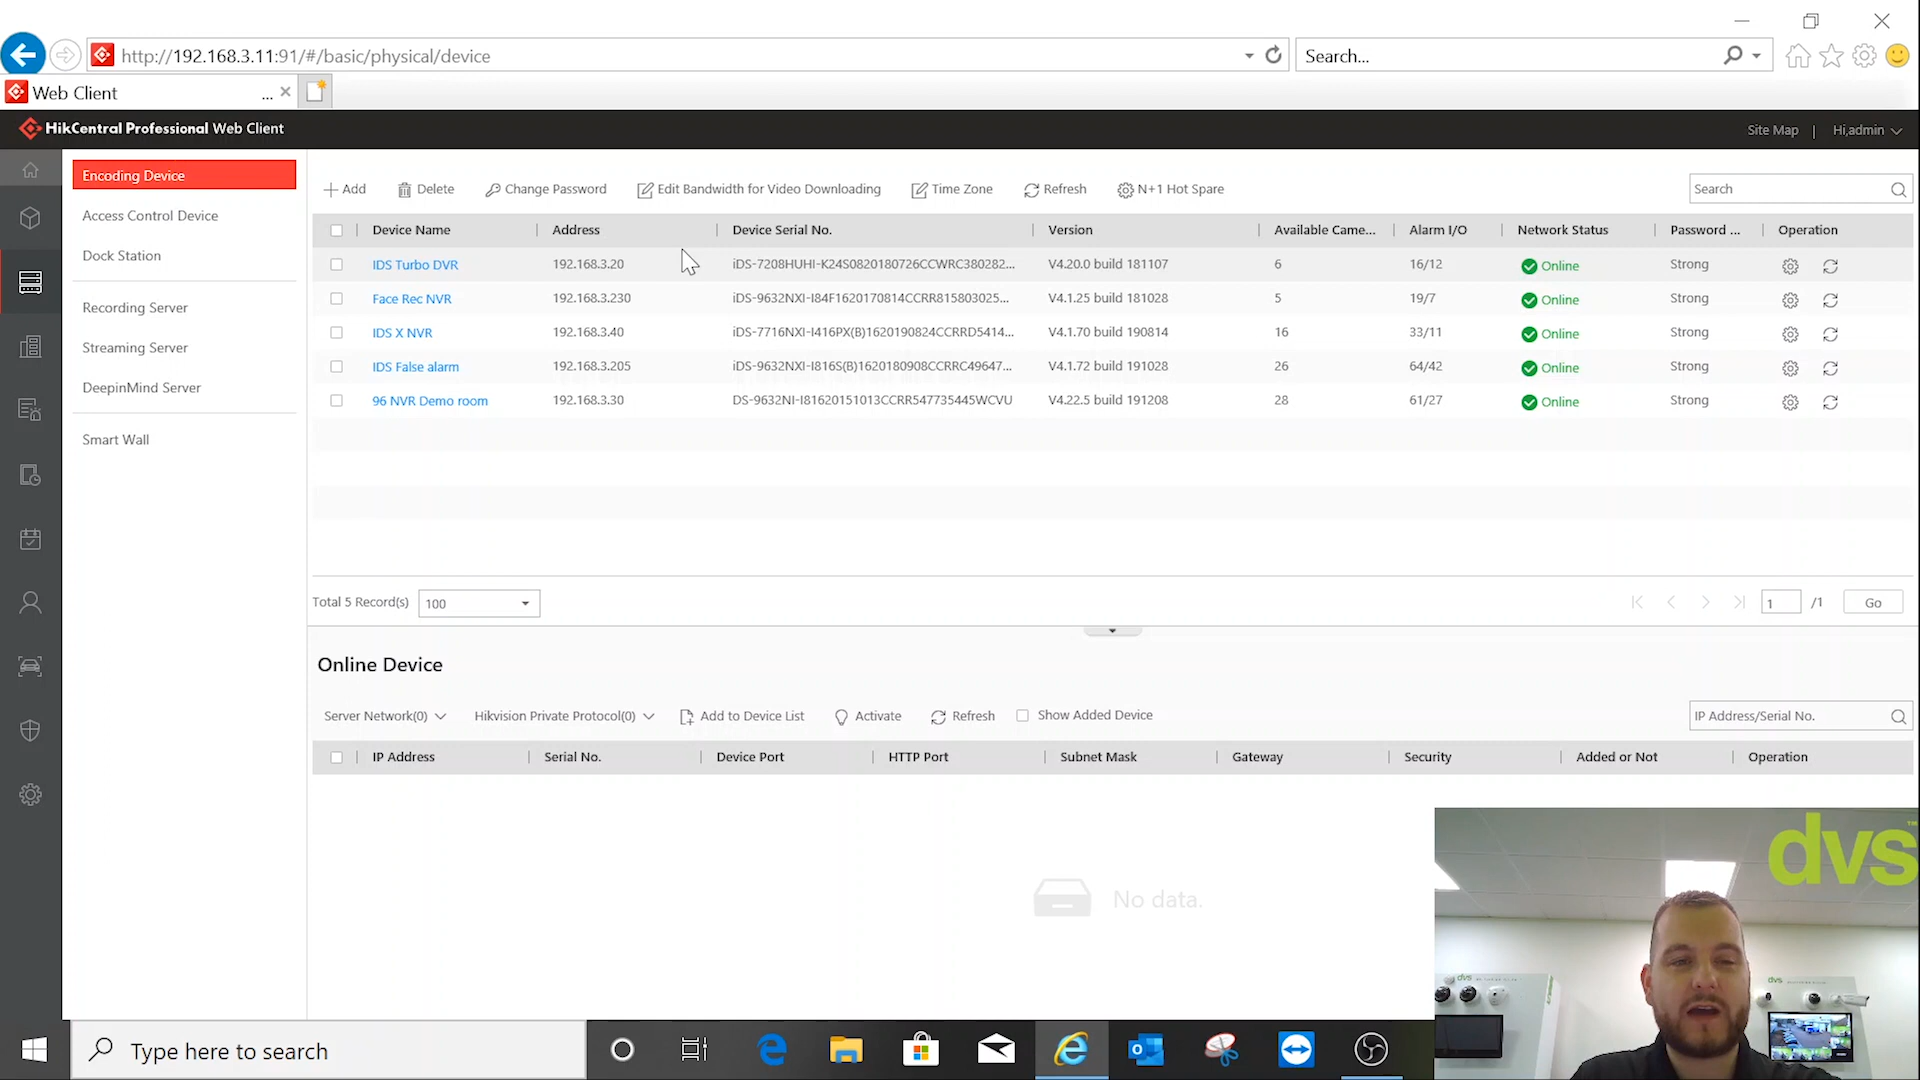 http://192.168.3.11:91/#/basic/physical/device
Search...
Web Client
...
HikCentral Professional Web Client
Site Map | Hi,admin
Encoding Device
Access Control Device
Dock Station
Recording Server
Streaming Server
DeepinMind Server
Smart Wall
Add Delete Change Password Edit Bandwidth for Video Downloading Time Zone Refresh N+1 Hot Spare
Search
Device Name Address Device Serial No. Version Available Came... Alarm I/O Network Status Password ... Operation
IDS Turbo DVR 192.168.3.20 iDS-7208HUHI-K24S0820180726CCWRC380282... V4.20.0 build 181107 6 16/12 Online Strong
Face Rec NVR 192.168.3.230 iDS-9632NXI-I84F1620170814CCRR815803025... V4.1.25 build 181028 5 19/7 Online Strong
IDS X NVR 192.168.3.40 iDS-7716NXI-I416PX(B)1620190824CCRRD5414... V4.1.70 build 190814 16 33/11 Online Strong
IDS False alarm 192.168.3.205 iDS-9632NXI-I816S(B)1620180908CCRRC49647... V4.1.72 build 191028 26 64/42 Online Strong
96 NVR Demo room 192.168.3.30 DS-9632NI-I81620151013CCRR547735445WCVU V4.22.5 build 191208 28 61/27 Online Strong
Total 5 Record(s) 100
1 /1 Go
Online Device
Server Network(0) Hikvision Private Protocol(0) Add to Device List Activate Refresh Show Added Device
IP Address/Serial No.
IP Address Serial No. Device Port HTTP Port Subnet Mask Gateway Security Added or Not Operation
No data.
dvs™
dvs
dvs
Type here to search